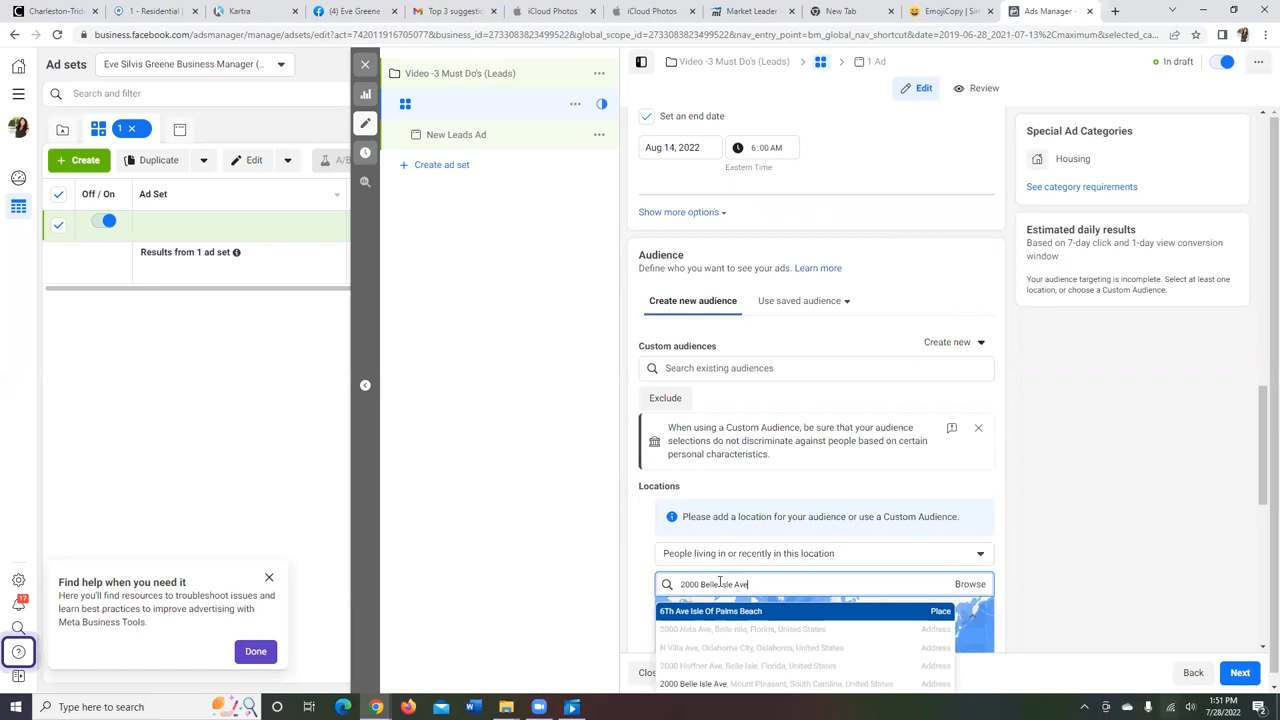 Charleston-Trident
1 - Residential
New Tab
Kartra
(4) Eve Greene
Top 3 suggestio
iCloud Photos
iCloud Photos
Market Leader
New Tab
EmojiCopy | Sim
Ads Manager -
business.facebook.com/adsmanager/manage/adsets/edit?act=742011916705077&business_id=2733083823499522&global_scope_id=2733083823499522&nav_entry_point=bm_global_nav_shortcut&date=2019-06-28_2021-07-13%2Cmaximum&selected_ca...
Ad sets
Eve Silvis Greene Business Manager (...
Search and filter
1
Create
Duplicate
Edit
A/B
Off / On
Ad Set
Results from 1 ad set
Find help when you need it
Here you'll find resources to troubleshoot issues and
learn best practices to improve advertising with
Meta Business Tools.
Done
17
Video -3 Must Do's (Leads)
New Leads Ad
Create ad set
Video -3 Must Do's (Leads)
1 Ad
In draft
Edit
Review
Set an end date
Aug 14, 2022
6:00 AM
Eastern Time
Show more options
Audience
Define who you want to see your ads. Learn more
Create new audience
Use saved audience
Custom audiences
Create new
Search existing audiences
Exclude
When using a Custom Audience, be sure that your audience
selections do not discriminate against people based on certain
personal characteristics.
Locations
Please add a location for your audience or use a Custom Audience.
People living in or recently in this location
2000 Belle Isle Ave
Browse
6Th Ave Isle Of Palms Beach Place
2000 Nela Ave, Belle Isle, Florida, United States Address
N Villa Ave, Oklahoma City, Oklahoma, United States Address
2000 Hoffner Ave, Belle Isle, Florida, United States Address
2000 Belle Isle Ave, Mount Pleasant, South Carolina, United States Address
Clos
Back
Next
Special Ad Categories
Housing
See category requirements
Estimated daily results
Based on 7-day click and 1-day view conversion
window
Your audience targeting is incomplete. Select at least one
location, or choose a Custom Audience.
Type here to search
1:51 PM
7/28/2022